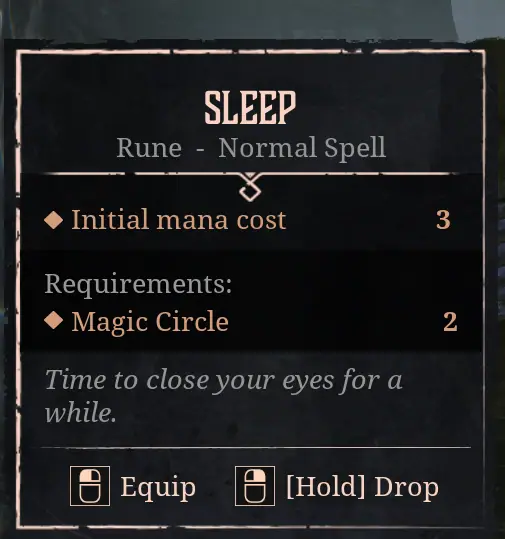 SLEEP
Rune - Normal Spell
Initial mana cost 3
Requirements:
Magic Circle 2
Time to close your eyes for a
while.
Equip [Hold] Drop